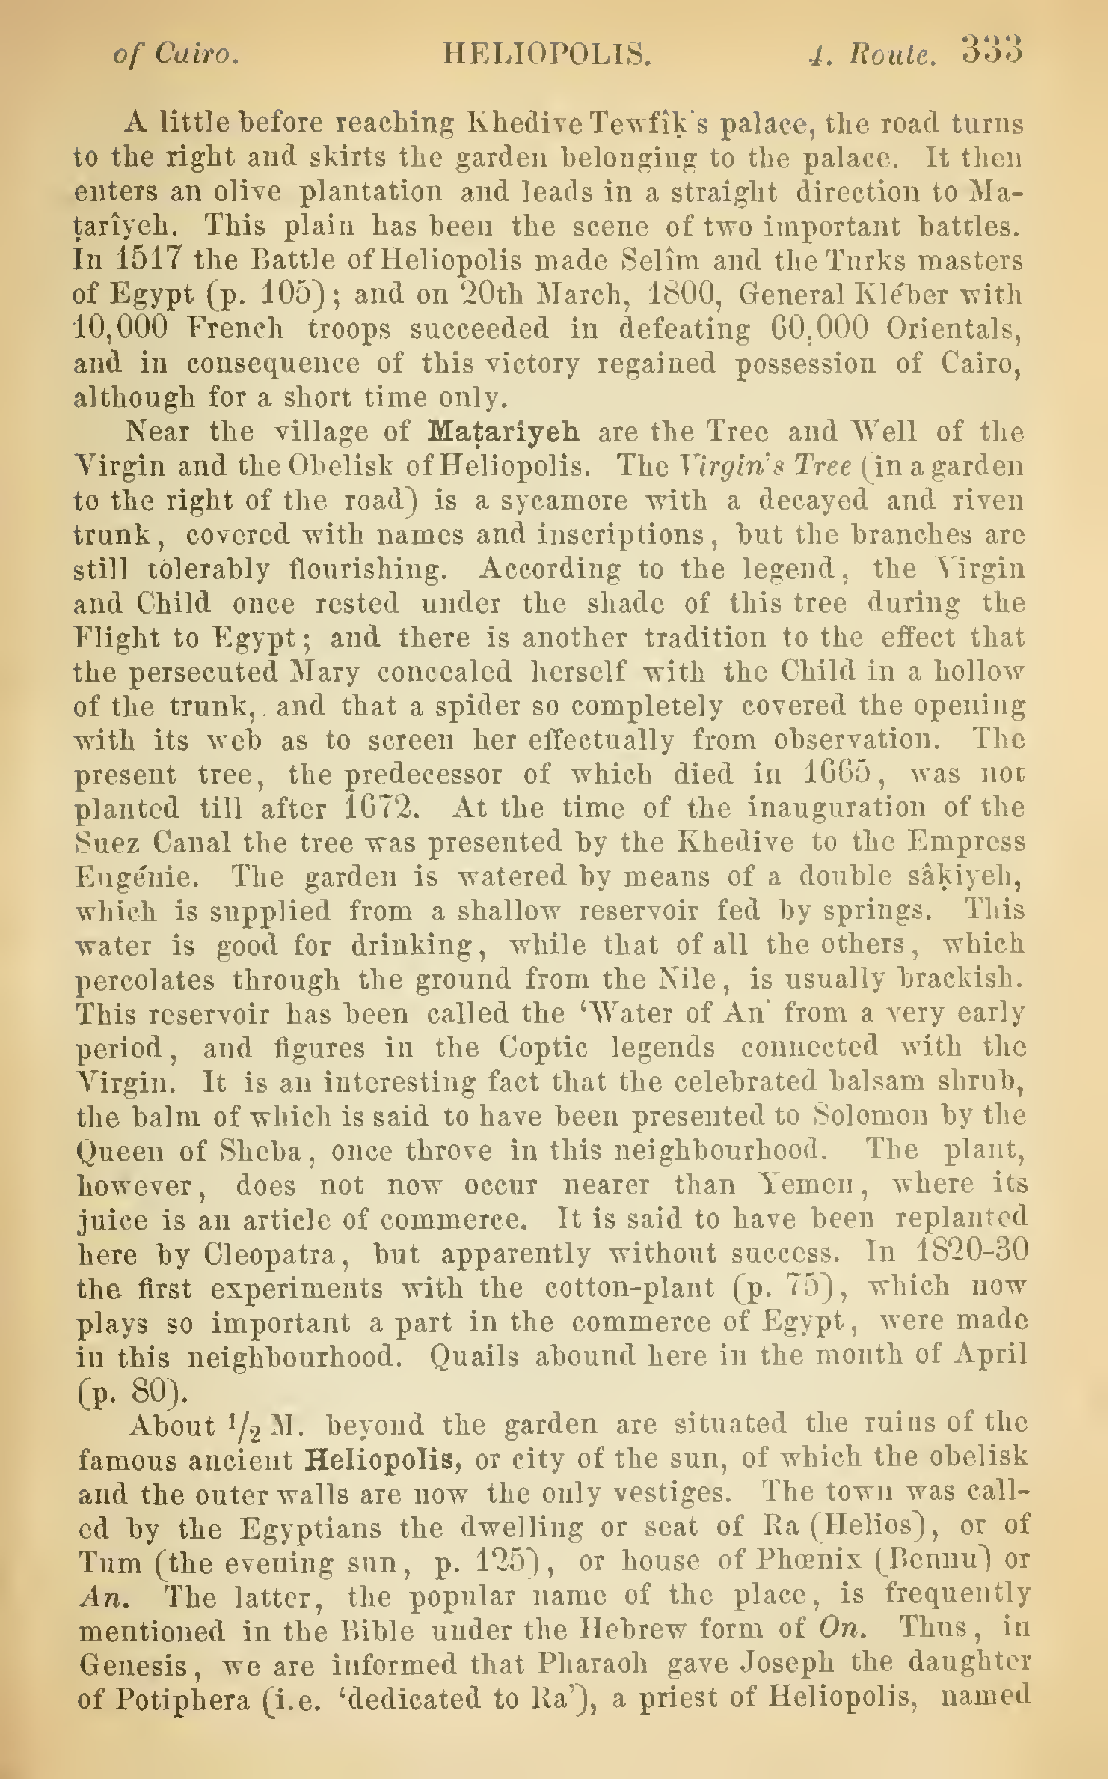 of Cairo. HELIOPOLIS. 4. Route. 333
A little before reaching Khedive Tewfîḳ's palace, the road turns
to the right and skirts the garden belonging to the palace. It then
enters an olive plantation and leads in a straight direction to Ma-
ṭarîyeh. This plain has been the scene of two important battles.
In 1517 the Battle of Heliopolis made Selîm and the Turks masters
of Egypt (p. 105); and on 20th March, 1800, General Kléber with
10,000 French troops succeeded in defeating 60,000 Orientals,
and in consequence of this victory regained possession of Cairo,
although for a short time only.
Near the village of Maṭariyeh are the Tree and Well of the
Virgin and the Obelisk of Heliopolis. The Virgin's Tree (in a garden
to the right of the road) is a sycamore with a decayed and riven
trunk, covered with names and inscriptions, but the branches are
still tolerably flourishing. According to the legend, the Virgin
and Child once rested under the shade of this tree during the
Flight to Egypt; and there is another tradition to the effect that
the persecuted Mary concealed herself with the Child in a hollow
of the trunk, and that a spider so completely covered the opening
with its web as to screen her effectually from observation. The
present tree, the predecessor of which died in 1665, was not
planted till after 1672. At the time of the inauguration of the
Suez Canal the tree was presented by the Khedive to the Empress
Eugénie. The garden is watered by means of a double sâḳiyeh,
which is supplied from a shallow reservoir fed by springs. This
water is good for drinking, while that of all the others, which
percolates through the ground from the Nile, is usually brackish.
This reservoir has been called the ‘Water of An’ from a very early
period, and figures in the Coptic legends connected with the
Virgin. It is an interesting fact that the celebrated balsam shrub,
the balm of which is said to have been presented to Solomon by the
Queen of Sheba, once throve in this neighbourhood. The plant,
however, does not now occur nearer than Yemen, where its
juice is an article of commerce. It is said to have been replanted
here by Cleopatra, but apparently without success. In 1820-30
the first experiments with the cotton-plant (p. 75), which now
plays so important a part in the commerce of Egypt, were made
in this neighbourhood. Quails abound here in the month of April
(p. 80).
About 1/2 M. beyond the garden are situated the ruins of the
famous ancient Heliopolis, or city of the sun, of which the obelisk
and the outer walls are now the only vestiges. The town was call-
ed by the Egyptians the dwelling or seat of Ra (Helios), or of
Tum (the evening sun, p. 125), or house of Phœnix (Bennu) or
An. The latter, the popular name of the place, is frequently
mentioned in the Bible under the Hebrew form of On. Thus, in
Genesis, we are informed that Pharaoh gave Joseph the daughter
of Potiphera (i.e. ‘dedicated to Ra’), a priest of Heliopolis, named